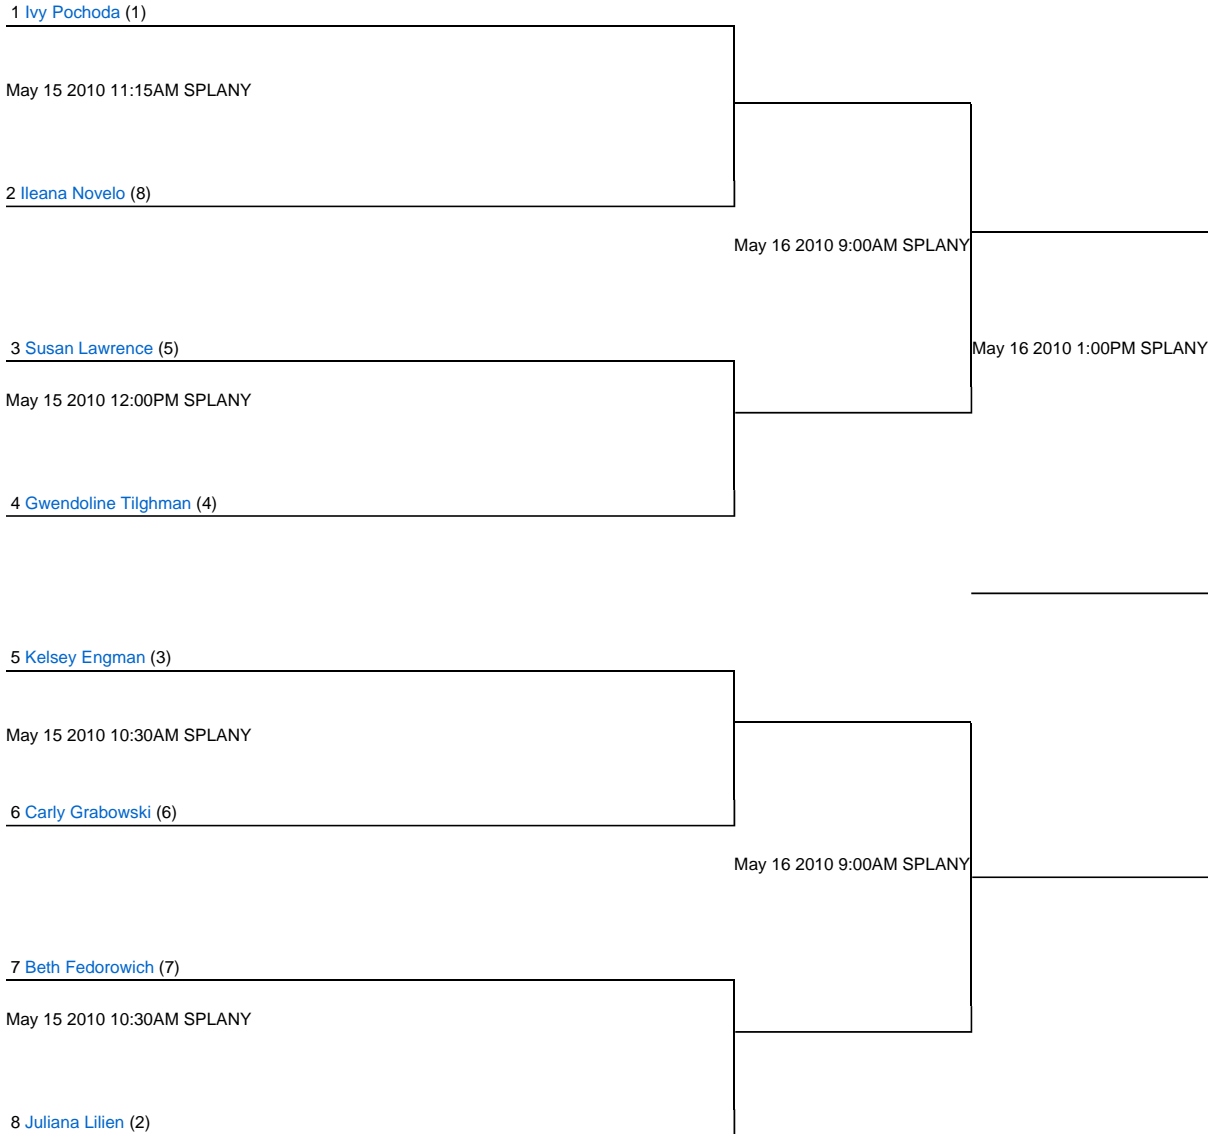 1 Ivy Pochoda (1)
May 15 2010 11:15AM SPLANY
2 Ileana Novelo (8)
May 16 2010 9:00AM SPLANY
3 Susan Lawrence (5)
May 16 2010 1:00PM SPLANY
May 15 2010 12:00PM SPLANY
4 Gwendoline Tilghman (4)
5 Kelsey Engman (3)
May 15 2010 10:30AM SPLANY
6 Carly Grabowski (6)
May 16 2010 9:00AM SPLANY
7 Beth Fedorowich (7)
May 15 2010 10:30AM SPLANY
8 Juliana Lilien (2)